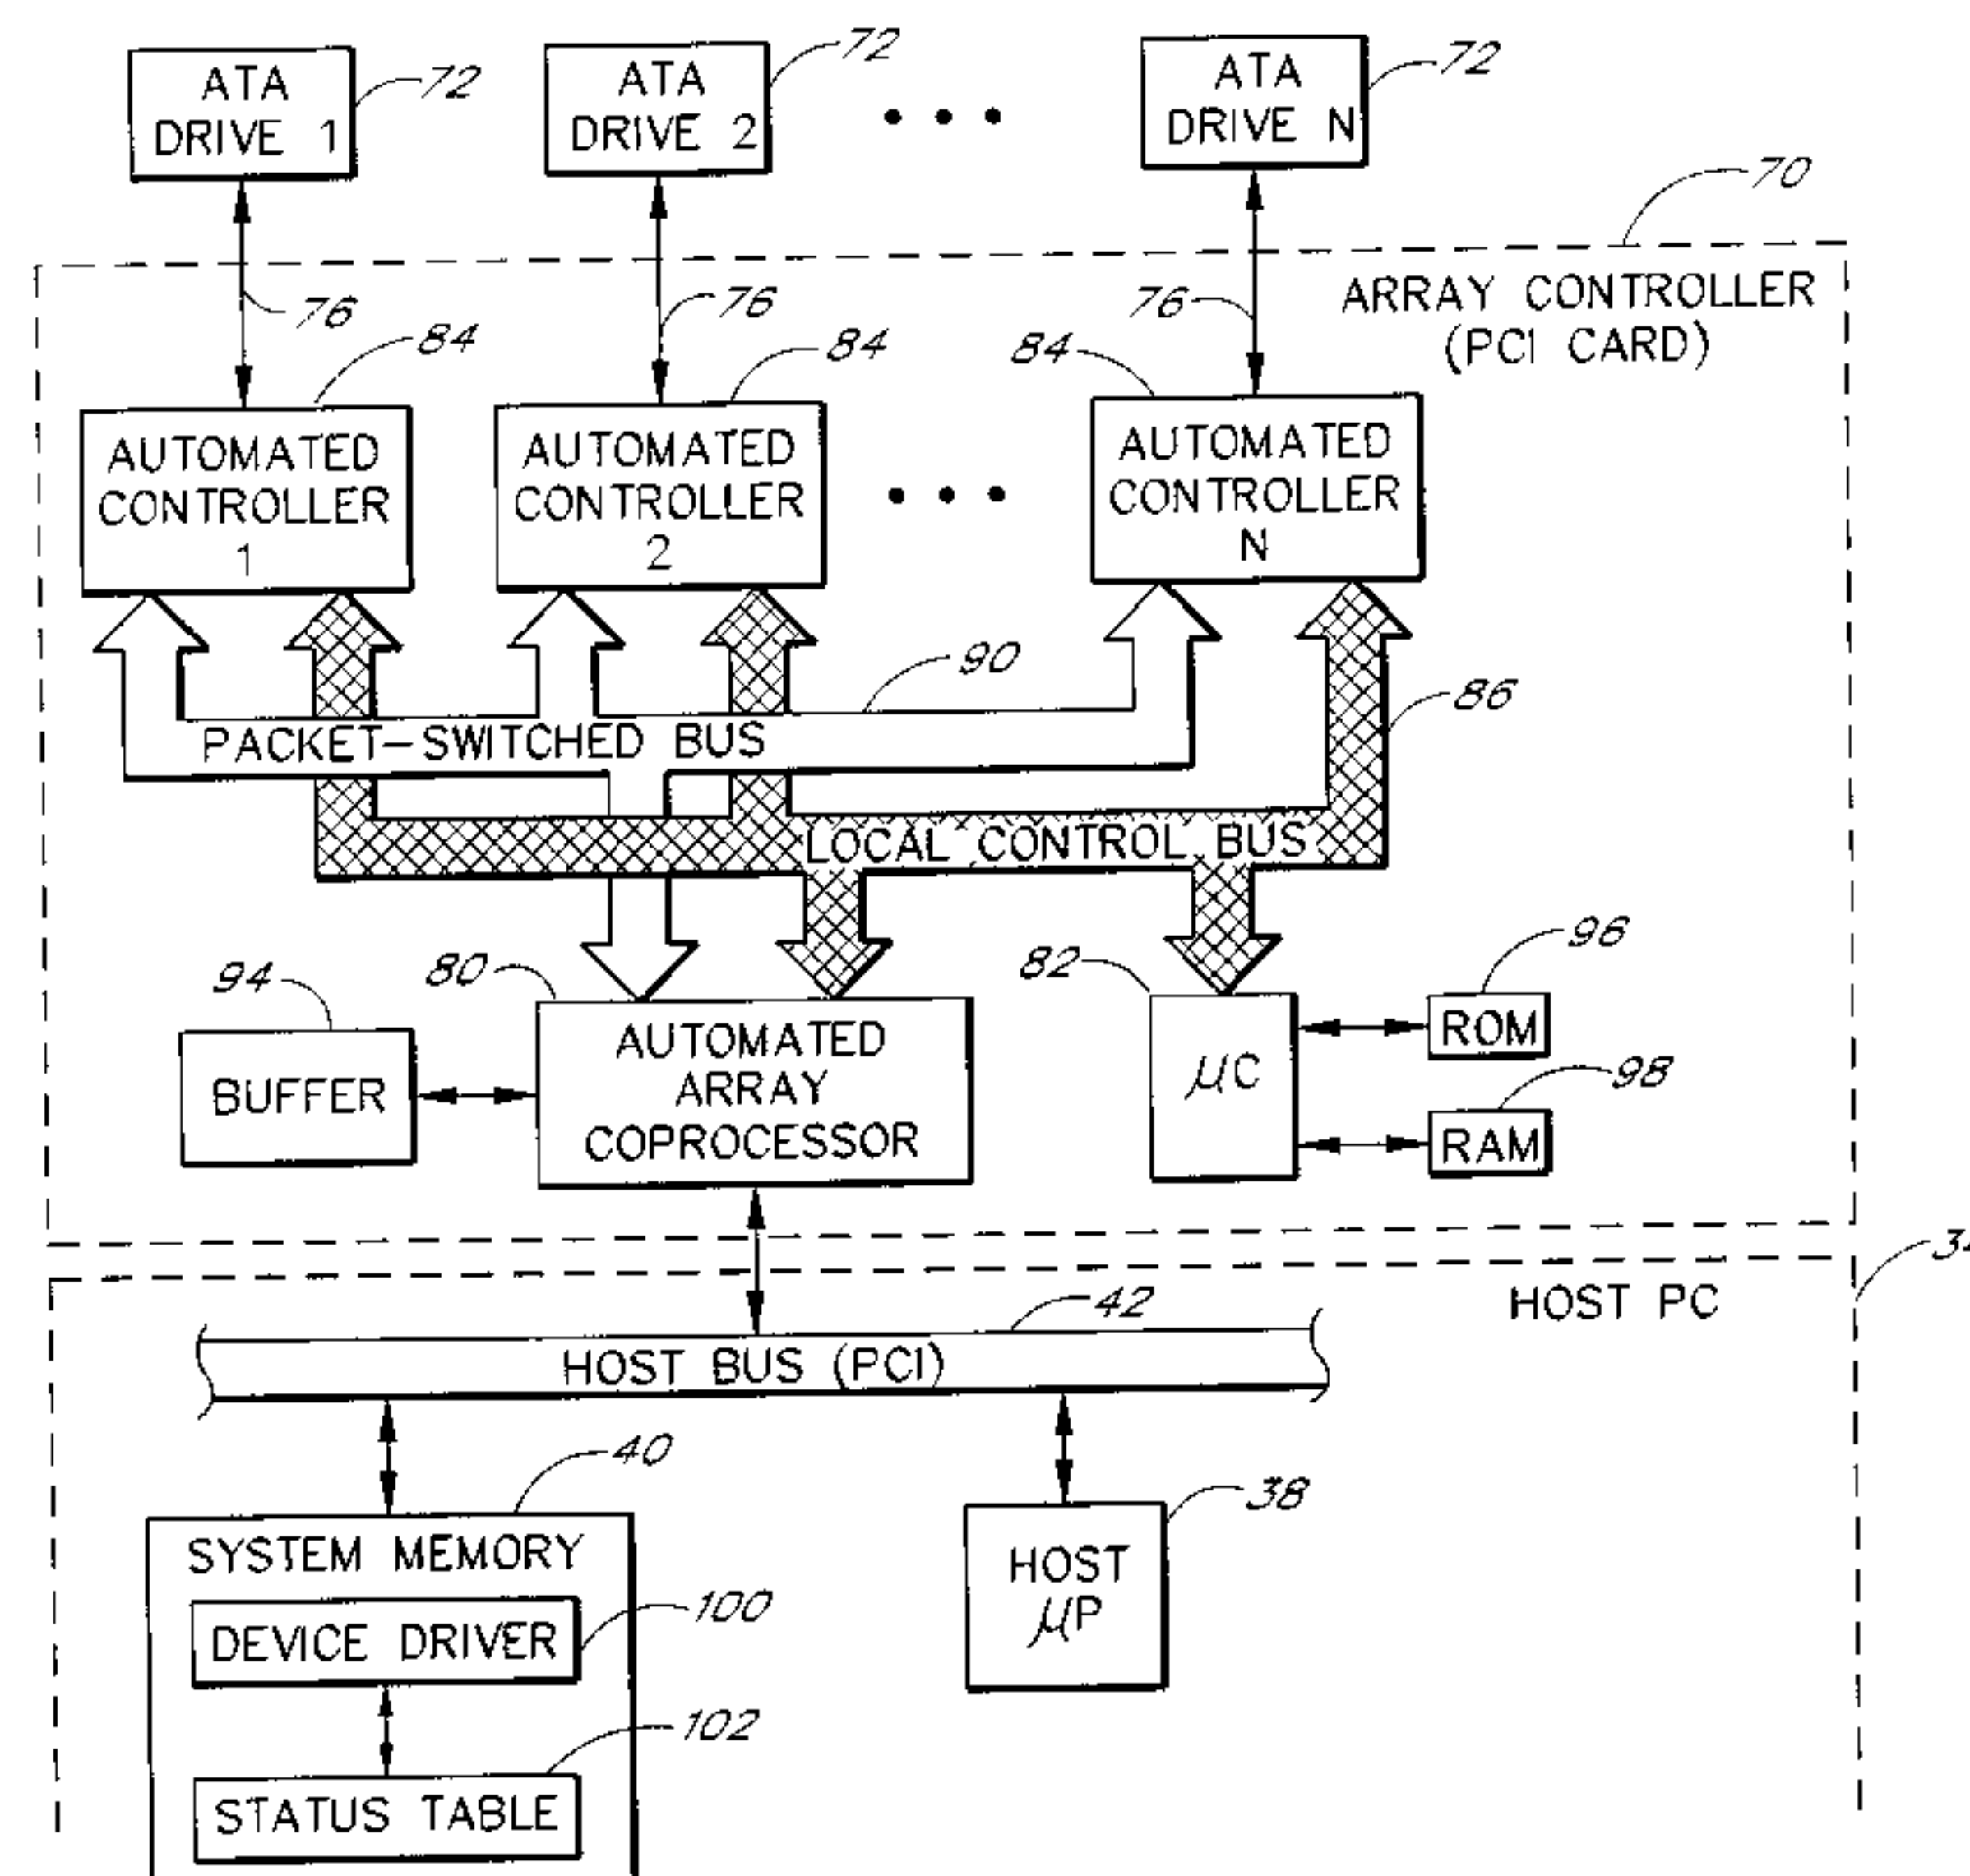 ATA
DRIVE 1
72
ATA
DRIVE 2
72
ATA
DRIVE N
72
70
ARRAY CONTROLLER
(PCI CARD)
76
76
76
84
84
84
AUTOMATED
CONTROLLER
1
AUTOMATED
CONTROLLER
2
AUTOMATED
CONTROLLER
N
90
86
PACKET-SWITCHED BUS
LOCAL CONTROL BUS
94
80
82
96
BUFFER
AUTOMATED
ARRAY
COPROCESSOR
μC
ROM
98
RAM
HOST PC
42
HOST BUS (PCI)
40
38
SYSTEM MEMORY
HOST
μP
100
DEVICE DRIVER
102
STATUS TABLE